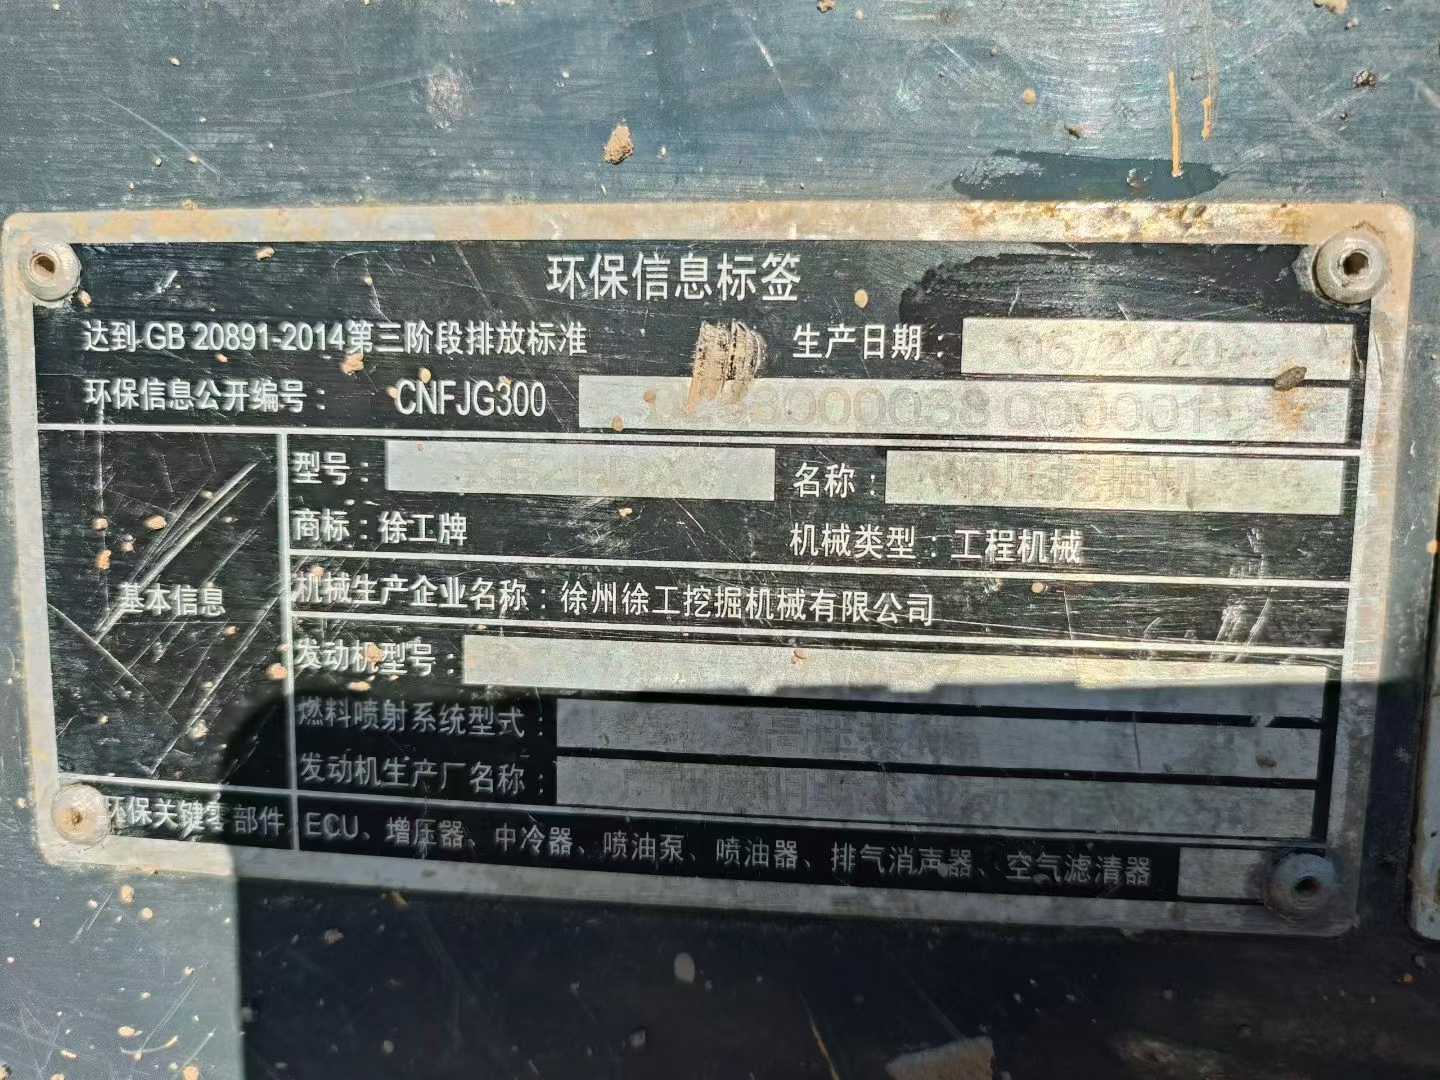 环保信息标签
达到 GB 20891-2014第三阶段排放标准 生产日期：
环保信息公开编号： CNFJG300
基本信息
型号： 名称：
商标：徐工牌 机械类型：工程机械
机械生产企业名称：徐州徐工挖掘机械有限公司
发动机型号：
燃料喷射系统型式：
发动机生产厂名称：
环保关键零部件 ECU、增压器、中冷器、喷油泵、喷油器、排气消声器、空气滤清器